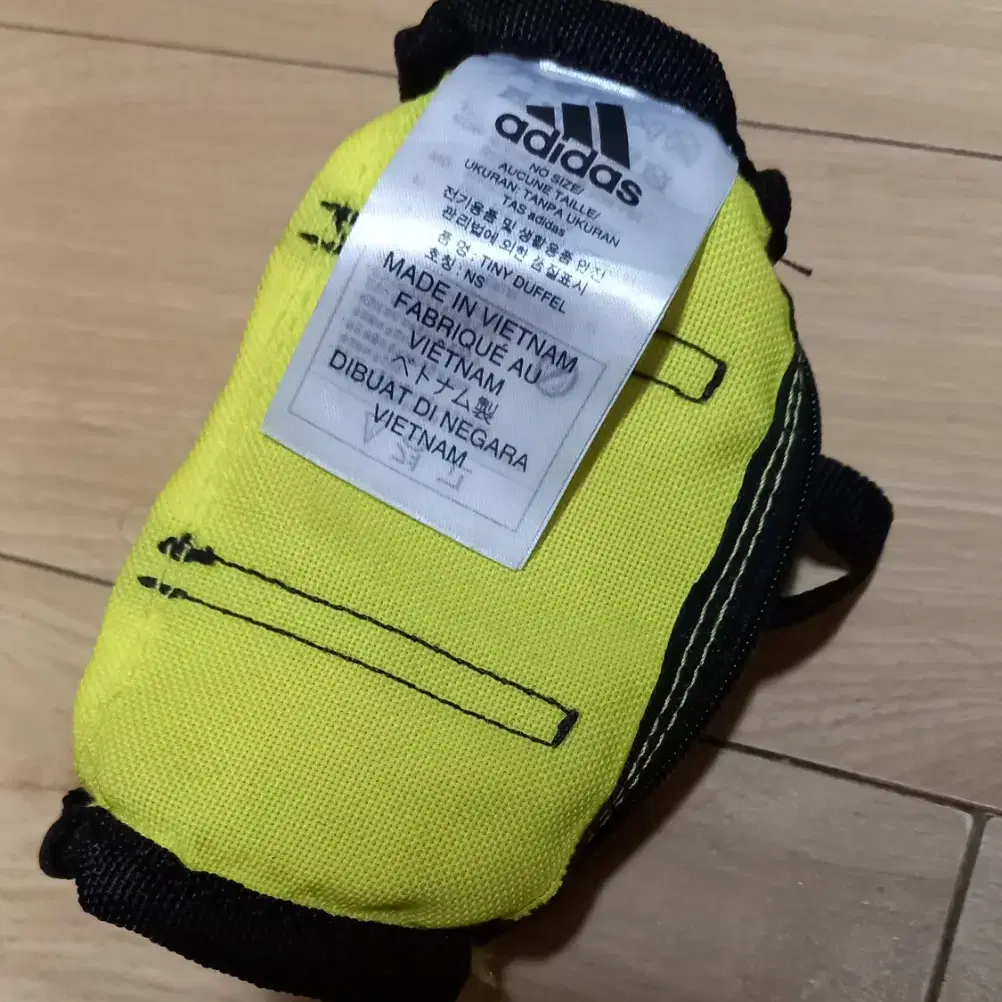 adidas
NO SIZE/
AUCUNE TAILLE/
UKURAN: TANPA UKURAN
TAS adidas
전기용품 및 생활용품 안전
관리법에 의한 품질표시
품 명: TINY DUFFEL
호칭: NS
MADE IN VIETNAM
FABRIQUÉ AU
VIÊTNAM
ベトナム製
DIBUAT DI NEGARA
VIETNAM